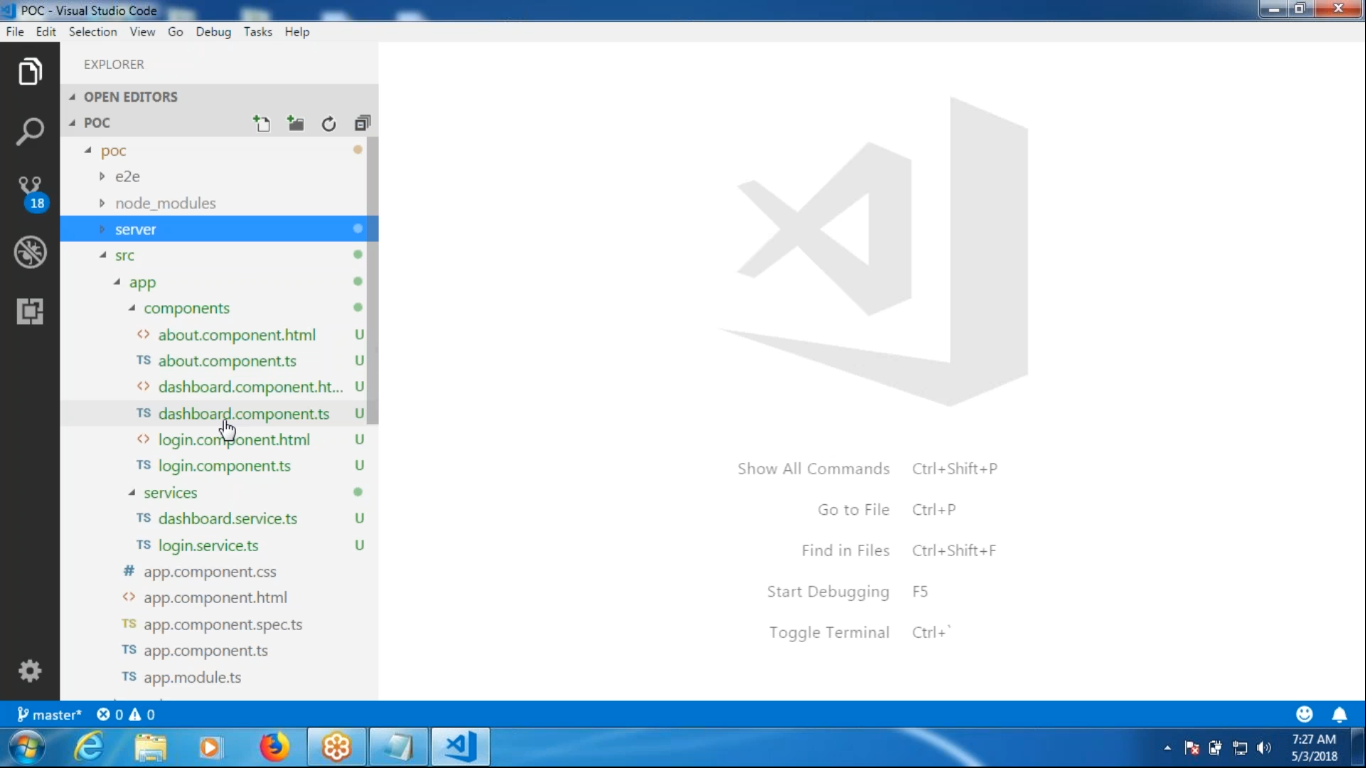 POC - Visual Studio Code
File Edit Selection View Go Debug Tasks Help
EXPLORER
OPEN EDITORS
POC
poc
e2e
node_modules
server
src
app
components
about.component.html U
TS about.component.ts U
dashboard.component.ht... U
TS dashboard.component.ts U
login.component.html U
TS login.component.ts U
services
TS dashboard.service.ts U
TS login.service.ts U
# app.component.css
app.component.html
TS app.component.spec.ts
TS app.component.ts
TS app.module.ts
18
Show All Commands Ctrl+Shift+P
Go to File Ctrl+P
Find in Files Ctrl+Shift+F
Start Debugging F5
Toggle Terminal Ctrl+`
master* 0 0
7:27 AM
5/3/2018